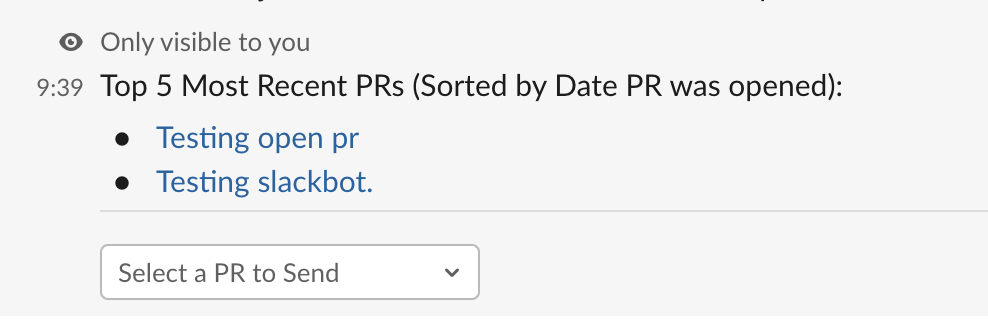 Only visible to you
9:39 Top 5 Most Recent PRs (Sorted by Date PR was opened):
• Testing open pr
• Testing slackbot.
Select a PR to Send